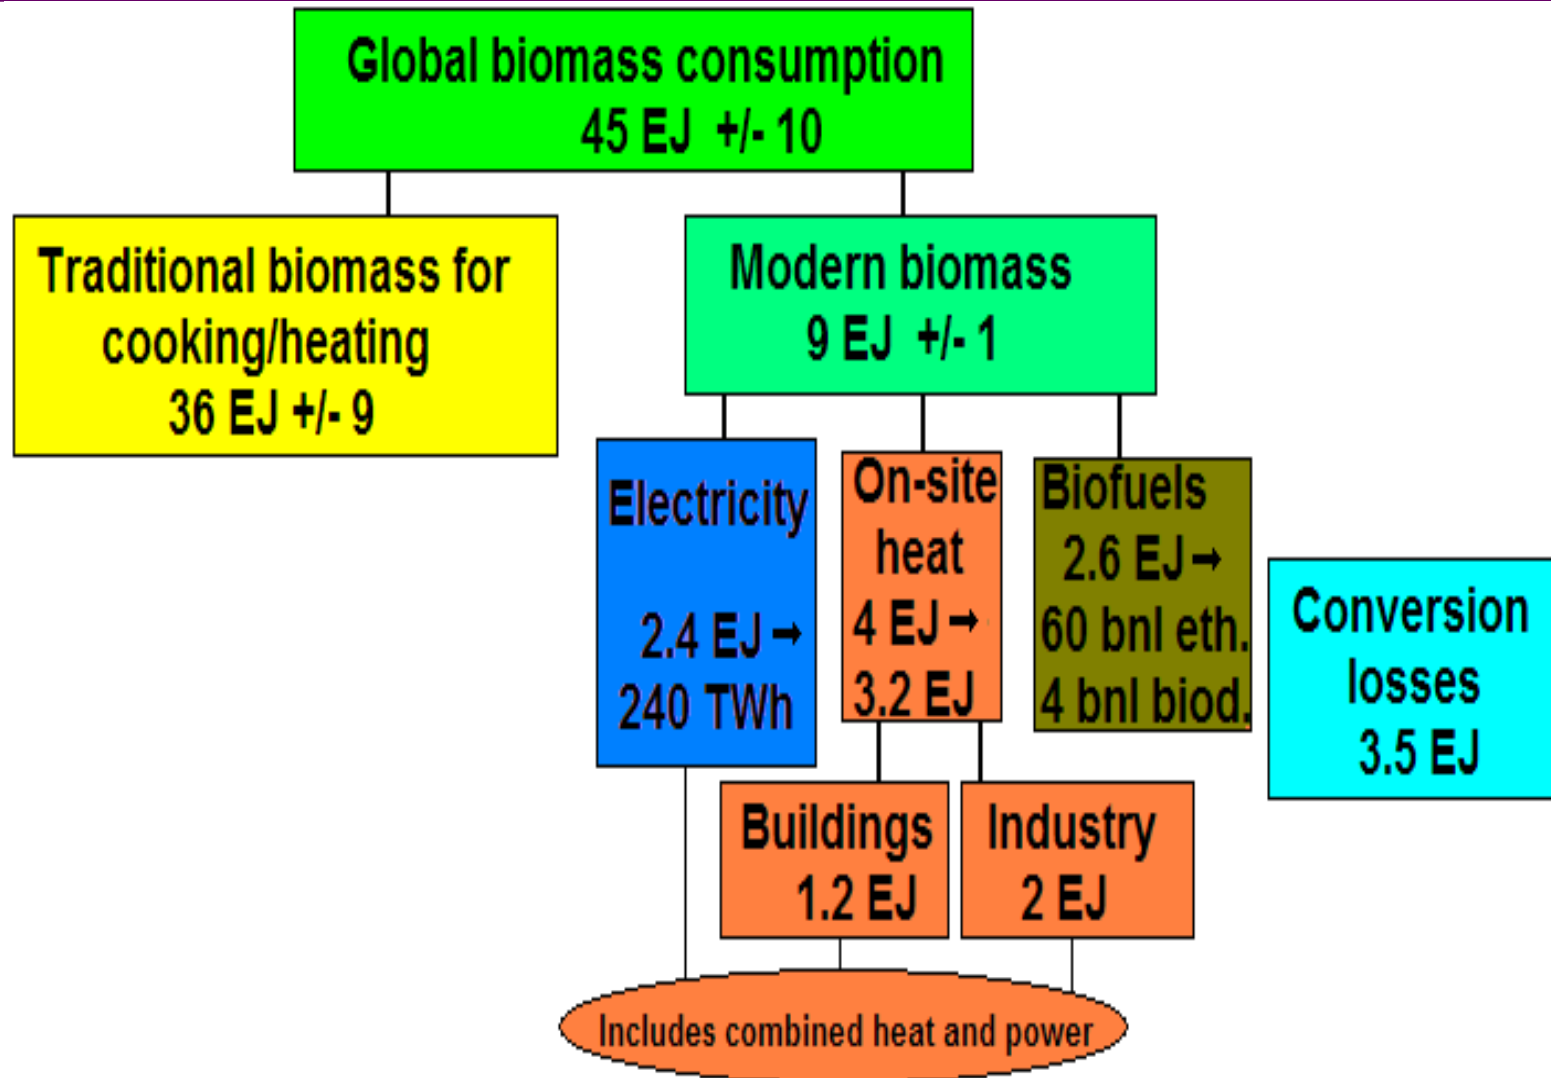 Global biomass consumption
45 EJ +/- 10
Traditional biomass for
cooking/heating
36 EJ +/- 9
Modern biomass
9 EJ +/- 1
Electricity
2.4 EJ →
240 TWh
On-site
heat
4 EJ →
3.2 EJ
Biofuels
2.6 EJ →
60 bnl eth.
4 bnl biod.
Conversion
losses
3.5 EJ
Buildings
1.2 EJ
Industry
2 EJ
Includes combined heat and power